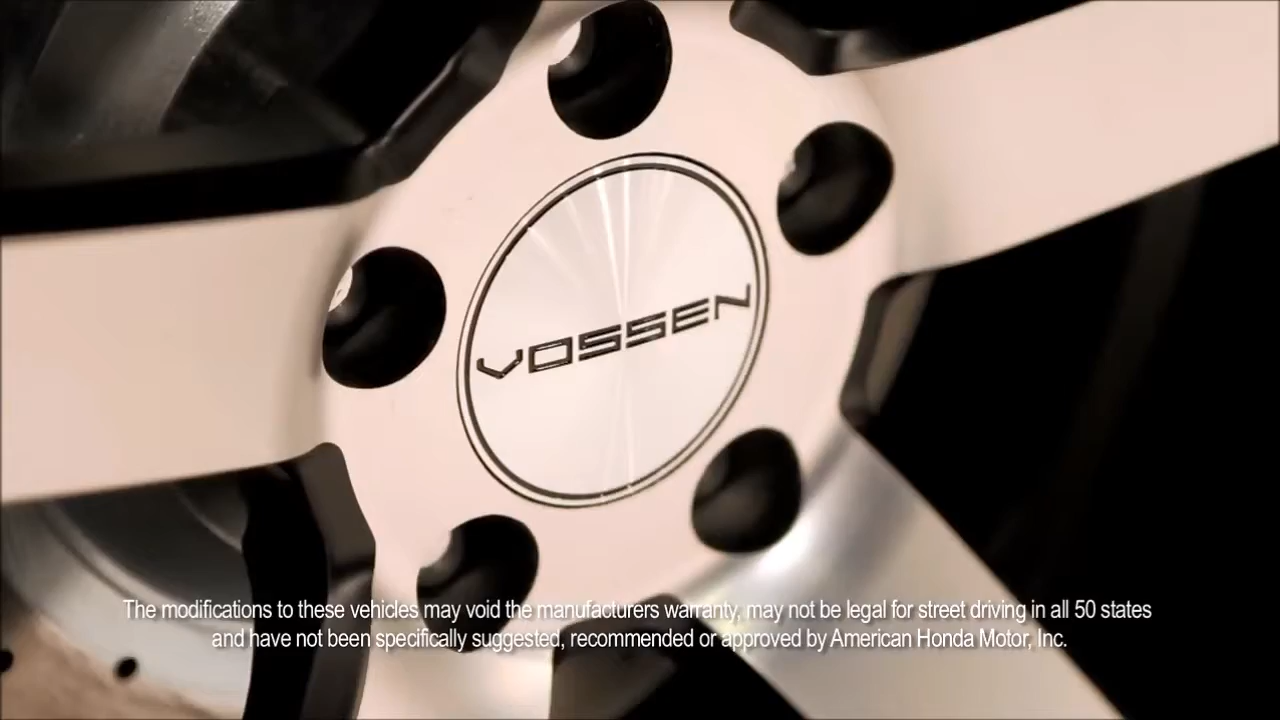 VOSSEN
The modifications to these vehicles may void the manufacturers warranty, may not be legal for street driving in all 50 states
and have not been specifically suggested, recommended or approved by American Honda Motor, Inc.